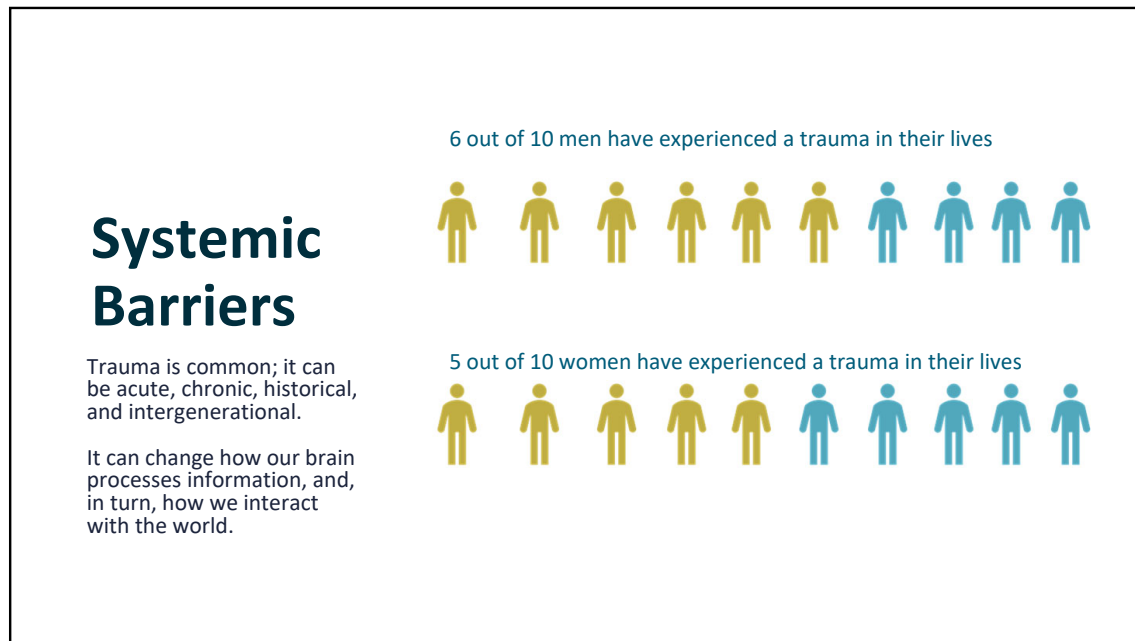 Systemic
Barriers
Trauma is common; it can
be acute, chronic, historical,
and intergenerational.
It can change how our brain
processes information, and,
in turn, how we interact
with the world.
6 out of 10 men have experienced a trauma in their lives
5 out of 10 women have experienced a trauma in their lives